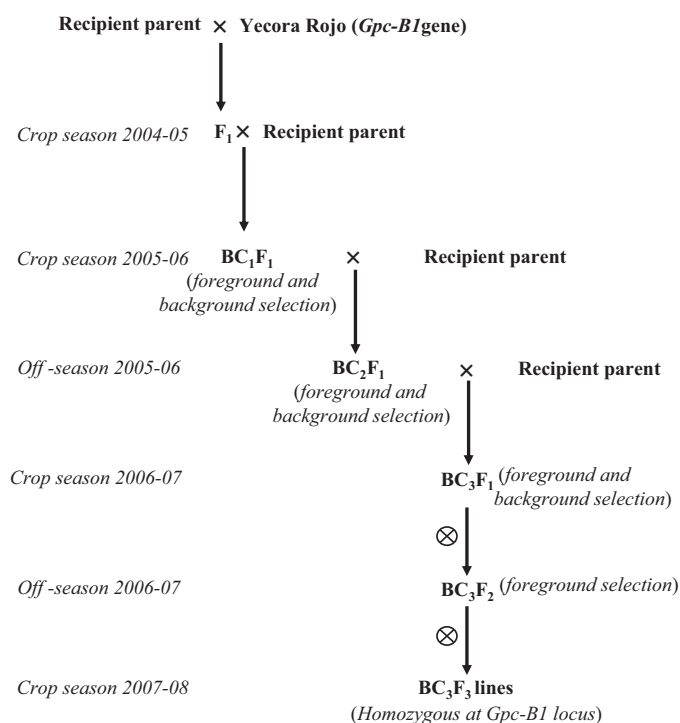 Recipient parent × Yecora Rojo (Gpc-B1gene)
Crop season 2004-05 F₁ × Recipient parent
Crop season 2005-06 BC₁F₁ × Recipient parent
(foreground and
background selection)
Off -season 2005-06 BC₂F₁ × Recipient parent
(foreground and
background selection)
Crop season 2006-07 BC₃F₁ (foreground and
background selection)
⊗
Off -season 2006-07 BC₃F₂ (foreground selection)
⊗
Crop season 2007-08 BC₃F₃ lines
(Homozygous at Gpc-B1 locus)